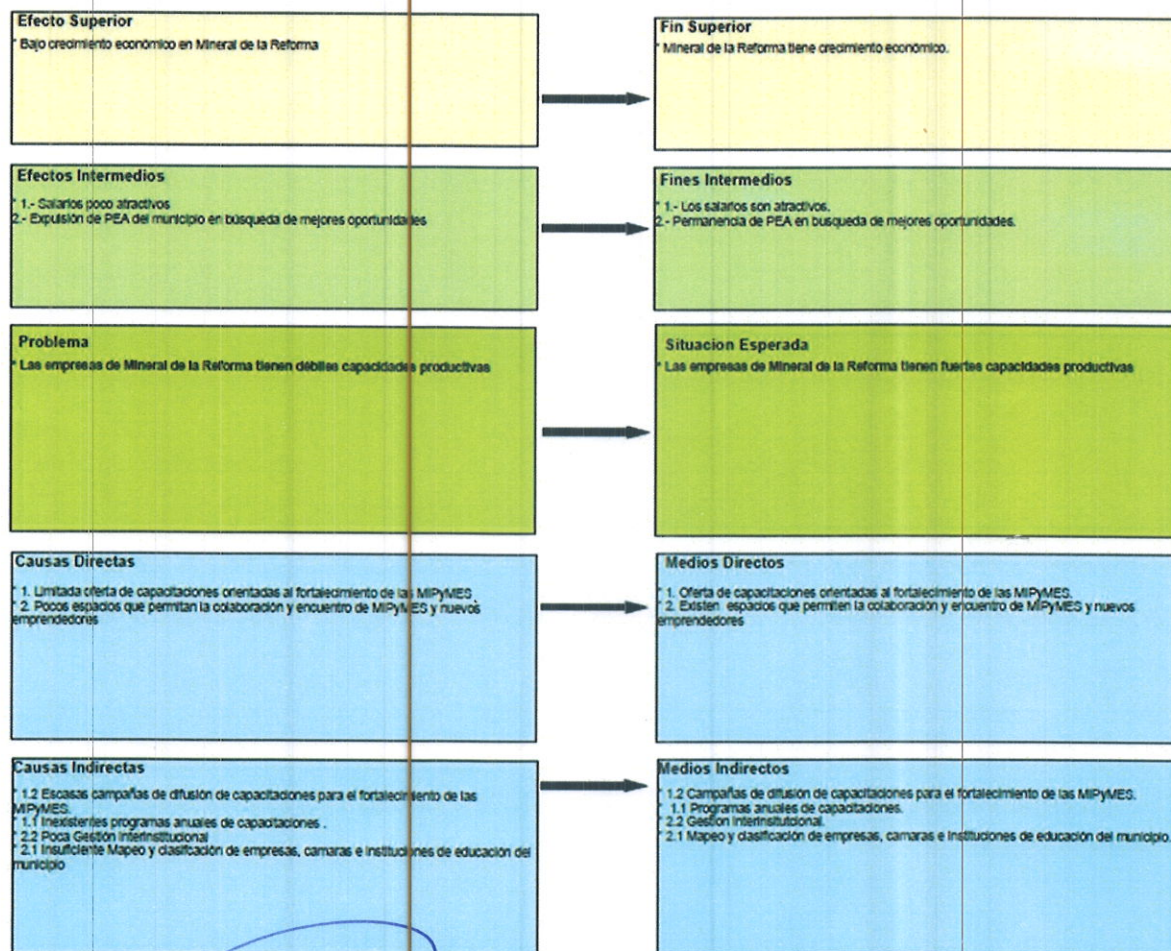 Efecto Superior
* Bajo crecimiento económico en Mineral de la Reforma
Fin Superior
* Mineral de la Reforma tiene crecimiento económico.
Efectos Intermedios
* 1.- Salarios poco atractivos
2.- Expulsión de PEA del municipio en búsqueda de mejores oportunidades
Fines Intermedios
* 1.- Los salarios son atractivos.
2.- Permanencia de PEA en busqueda de mejores oportunidades.
Problema
* Las empresas de Mineral de la Reforma tienen débiles capacidades productivas
Situacion Esperada
* Las empresas de Mineral de la Reforma tienen fuertes capacidades productivas
Causas Directas
* 1. Limitada oferta de capacitaciones orientadas al fortalecimiento de las MIPyMES
* 2. Pocos espacios que permitan la colaboración y encuentro de MIPyMES y nuevos
emprendedores
Medios Directos
* 1. Oferta de capacitaciones orientadas al fortalecimiento de las MIPyMES.
* 2. Existen espacios que permiten la colaboración y encuentro de MIPyMES y nuevos
emprendedores
Causas Indirectas
* 1.2 Escasas campañas de difusión de capacitaciones para el fortalecimiento de las
MIPyMES.
* 1.1 Inexistentes programas anuales de capacitaciones .
* 2.2 Poca Gestión Interinstitucional
* 2.1 Insuficiente Mapeo y clasificación de empresas, camaras e instituciones de educación del
municipio
Medios Indirectos
* 1.2 Campañas de difusión de capacitaciones para el fortalecimiento de las MIPyMES.
* 1.1 Programas anuales de capacitaciones.
* 2.2 Gestion Interinstitutcional.
* 2.1 Mapeo y clasificación de empresas, camaras e instituciones de educación del municipio.